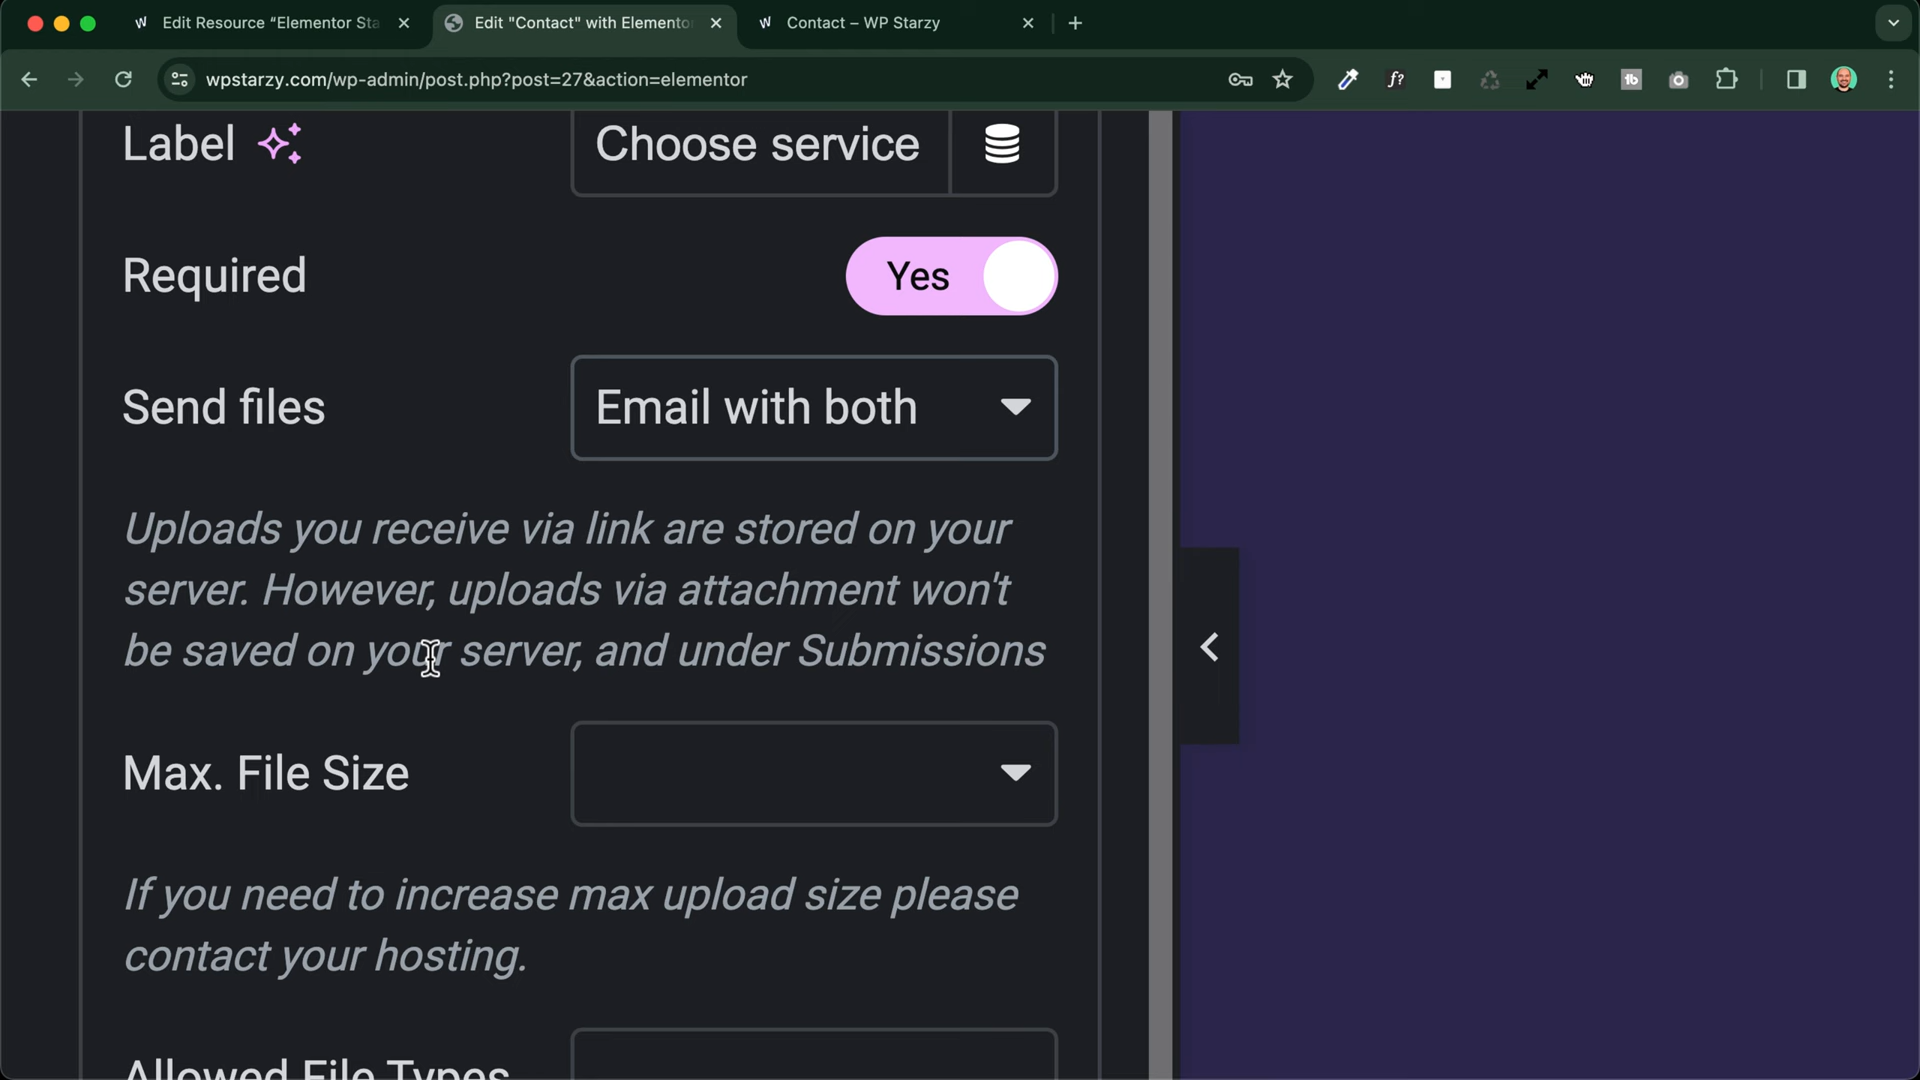 Edit Resource “Elementor Sta
Edit "Contact" with Elemento
Contact – WP Starzy
wpstarzy.com/wp-admin/post.php?post=27&action=elementor
Label
Choose service
Required
Yes
Send files
Email with both
Uploads you receive via link are stored on your
server. However, uploads via attachment won't
be saved on your server, and under Submissions
Max. File Size
If you need to increase max upload size please
contact your hosting.
Allowed File Types